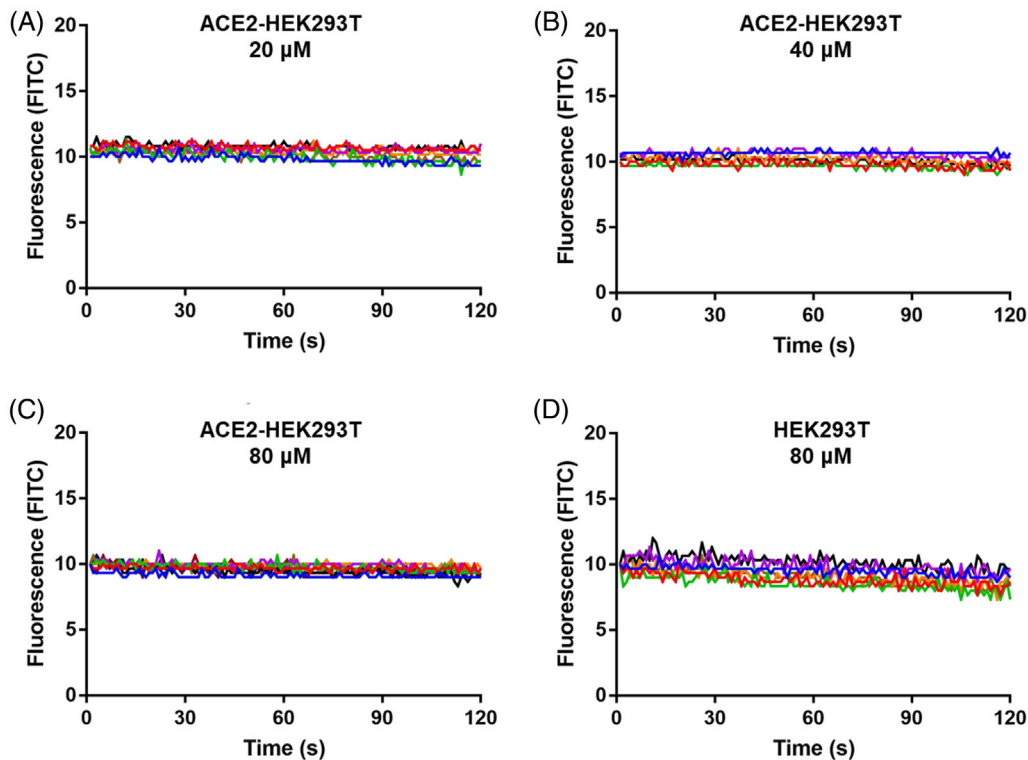 (A)
ACE2-HEK293T
20 µM
Fluorescence (FITC)
20
15
10
5
0
0 30 60 90 120
Time (s)
(B)
ACE2-HEK293T
40 µM
Fluorescence (FITC)
20
15
10
5
0
0 30 60 90 120
Time (s)
(C)
ACE2-HEK293T
80 µM
Fluorescence (FITC)
20
15
10
5
0
0 30 60 90 120
Time (s)
(D)
HEK293T
80 µM
Fluorescence (FITC)
20
15
10
5
0
0 30 60 90 120
Time (s)